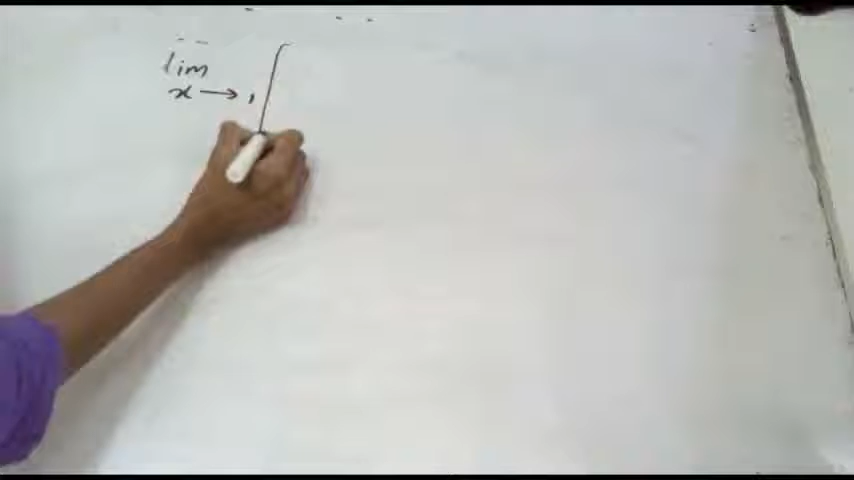 lim [
x → 1